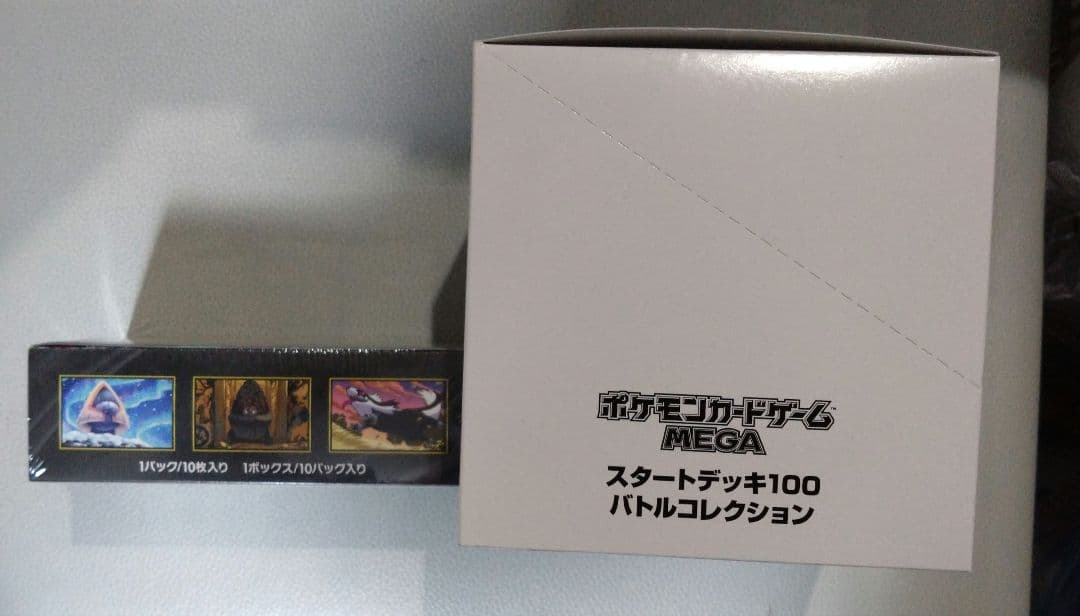 1パック/10枚入り 1ボックス/10パック入り
ポケモンカードゲーム™
MEGA
スタートデッキ100
バトルコレクション